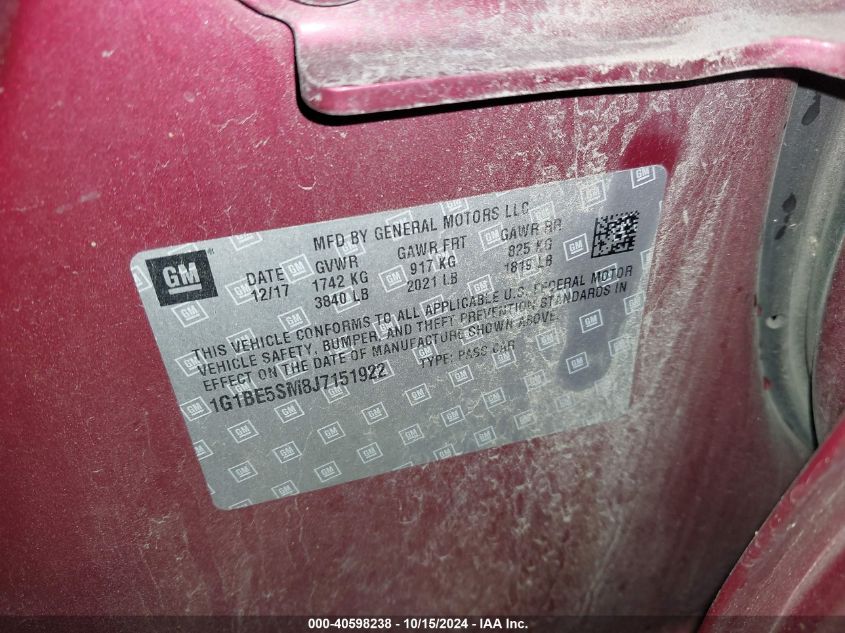 GM
MFD BY GENERAL MOTORS LLC
DATE GVWR GAWR FRT GAWR RR
12/17 1742 KG 917 KG 825 KG
3840 LB 2021 LB 1819 LB
THIS VEHICLE CONFORMS TO ALL APPLICABLE U.S. FEDERAL MOTOR
VEHICLE SAFETY, BUMPER, AND THEFT PREVENTION STANDARDS IN
EFFECT ON THE DATE OF MANUFACTURE SHOWN ABOVE.
1G1BE5SM8J7151922 TYPE: PASS CAR
000-40598238 - 10/15/2024 - IAA Inc.